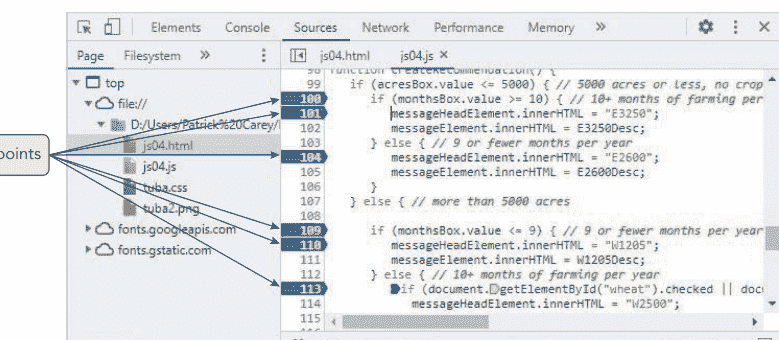 Elements Console Sources Network Performance Memory »
Page Filesystem » js04.html js04.js ×
top
file://
D:/Users/Patrick%20Carey/
js04.html
js04.js
tuba.css
tuba2.png
fonts.googleapis.com
fonts.gstatic.com
points
98 function createRecommendation() {
99 if (acresBox.value <= 5000) { // 5000 acres or less, no crop
100 if (monthsBox.value >= 10) { // 10+ months of farming per
101 messageHeadElement.innerHTML = "E3250";
102 messageElement.innerHTML = E3250Desc;
103 } else { // 9 or fewer months per year
104 messageHeadElement.innerHTML = "E2600";
105 messageElement.innerHTML = E2600Desc;
106 }
107 } else { // more than 5000 acres
108
109 if (monthsBox.value <= 9) { // 9 or fewer months per year
110 messageHeadElement.innerHTML = "W1205";
111 messageElement.innerHTML = W1205Desc;
112 } else { // 10+ months of farming per year
113 if (document.getElementById("wheat").checked || doc
114 messageHeadElement.innerHTML = "W2500";
115